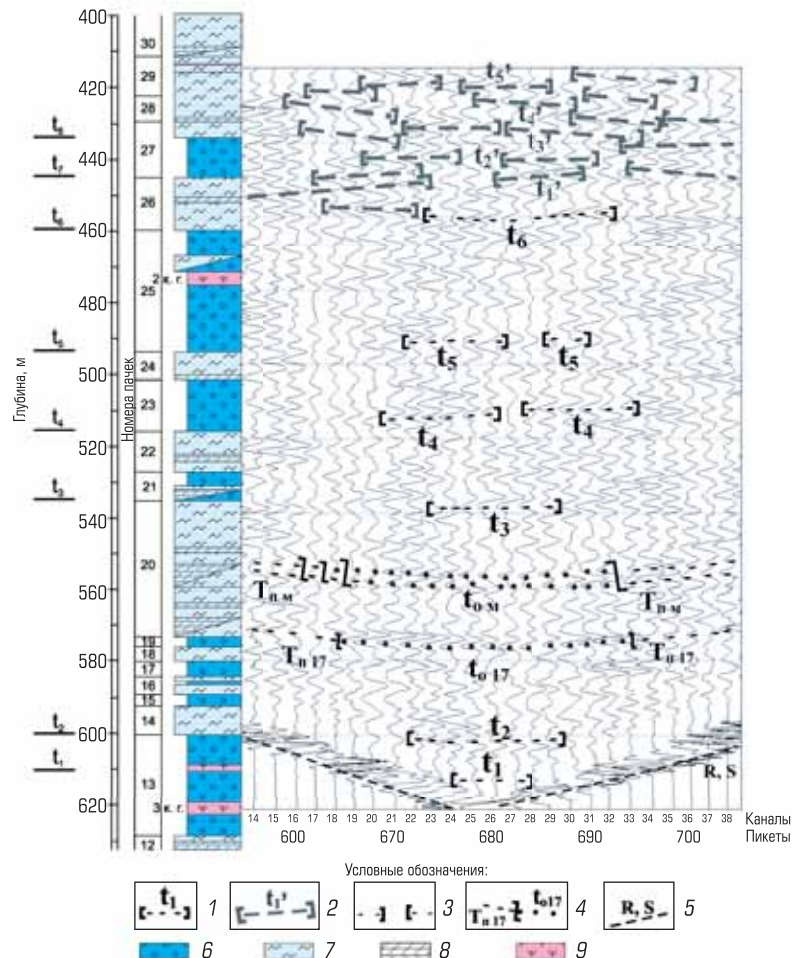 400
420
440
460
480
500
520
540
560
580
600
620
Глубина, м
Номера пачек
t₈
t₇
t₆
t₅
t₄
t₃
t₂
t₁
30
29
28
27
26
2 к. г.
25
24
23
22
21
20
19
18
17
16
15
14
13
3 к. г.
12
t₅'
t₄'
t₃'
t₂'
t₁'
t₆
t₅ t₅
t₄ t₄
t₃
Tп м t₀ м Tп м
Tп 17 t₀ 17 Tп 17
t₂
t₁
R, S
14 15 16 17 18 19 20 21 22 23 24 25 26 27 28 29 30 31 32 33 34 35 36 37 38 Каналы
600 670 680 690 700 Пикеты
Условные обозначения:
t₁ 1 t₁' 2 3 Tп 17 t₀17 4 R, S 5
6 7 8 9